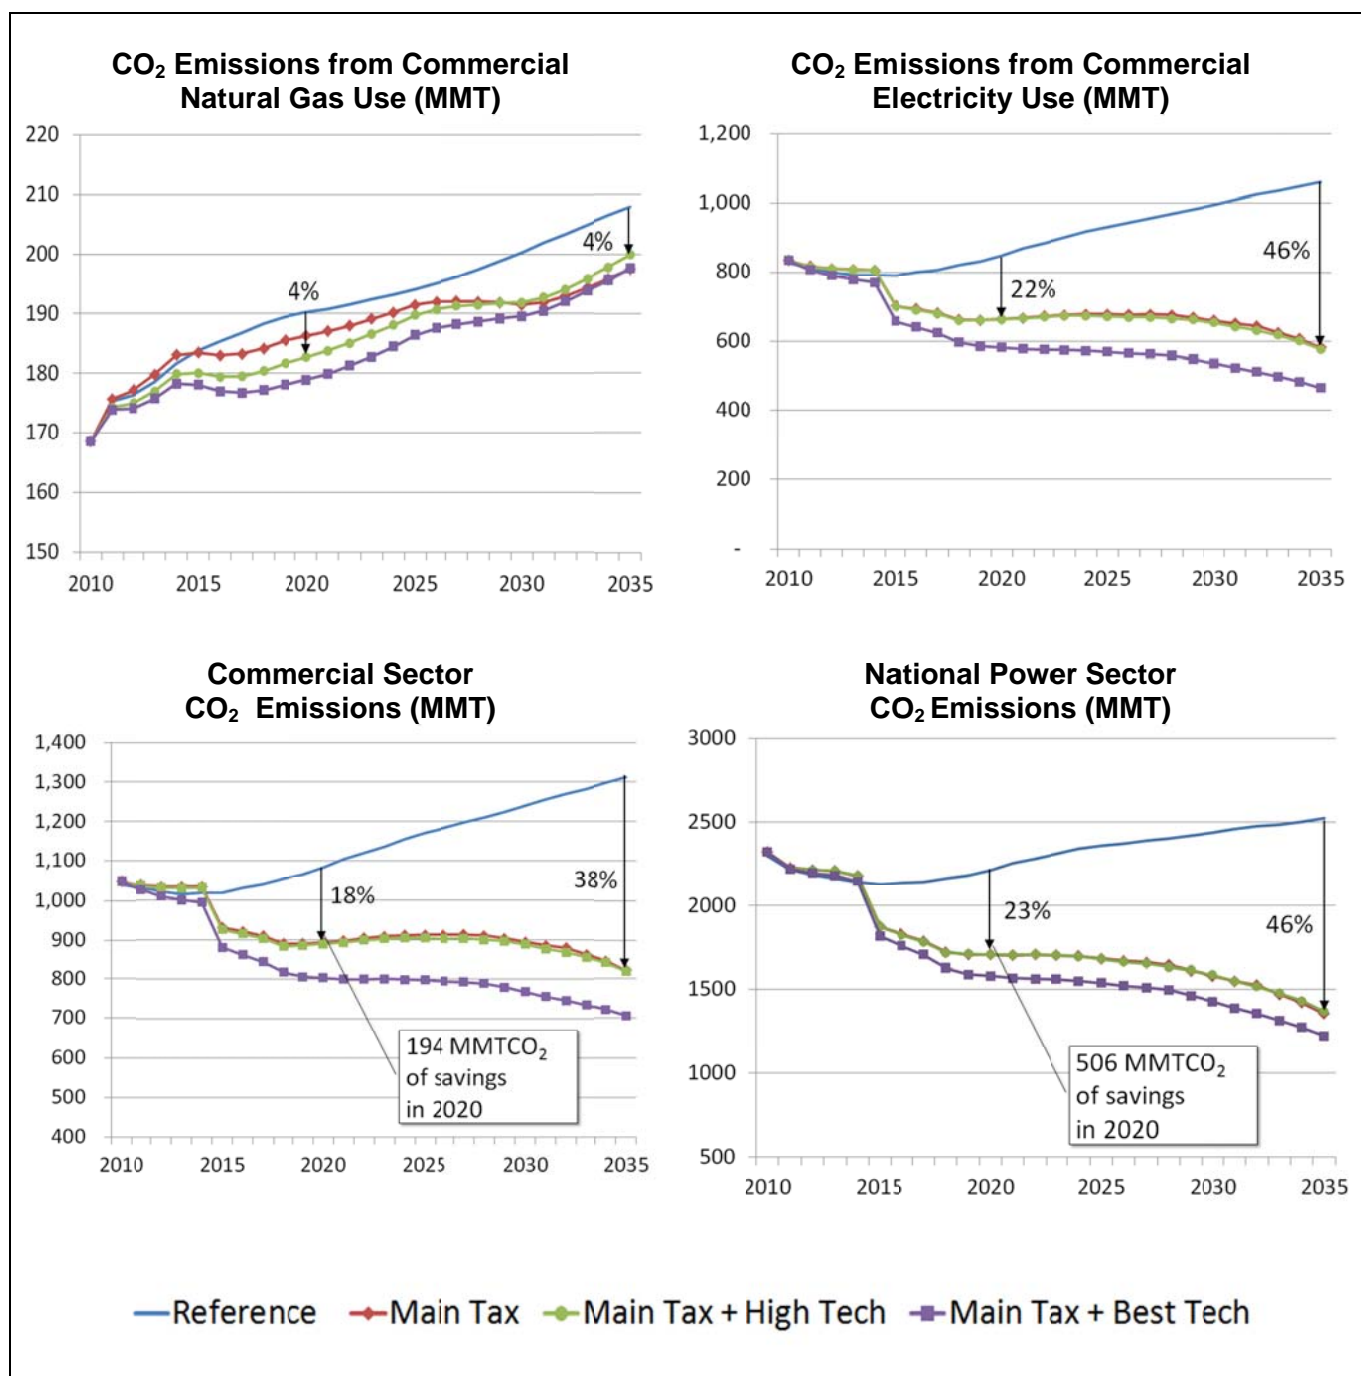 CO₂ Emissions from Commercial
Natural Gas Use (MMT)
220
210
200
190
180
170
160
150
4%
4%
2010 2015 2020 2025 2030 2035
CO₂ Emissions from Commercial
Electricity Use (MMT)
1,200
1,000
800
600
400
200
-
22%
46%
2010 2015 2020 2025 2030 2035
Commercial Sector
CO₂ Emissions (MMT)
1,400
1,300
1,200
1,100
1,000
900
800
700
600
500
400
18%
38%
194 MMTCO₂
of savings
in 2020
2010 2015 2020 2025 2030 2035
National Power Sector
CO₂ Emissions (MMT)
3000
2500
2000
1500
1000
500
23%
46%
506 MMTCO₂
of savings
in 2020
2010 2015 2020 2025 2030 2035
Reference Main Tax Main Tax + High Tech Main Tax + Best Tech